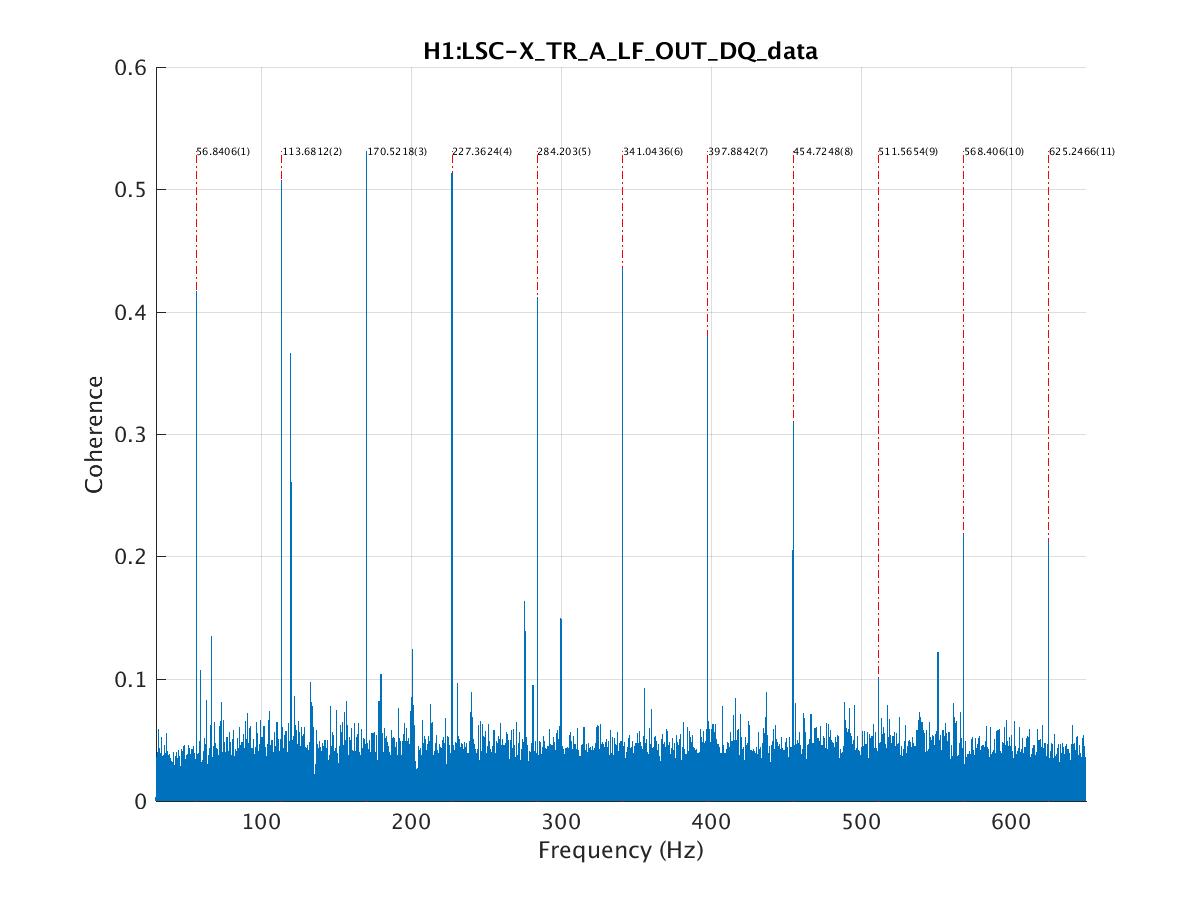 H1:LSC-X_TR_A_LF_OUT_DQ_data
0.6
0.5
0.4
0.3
0.2
0.1
0
Coherence
56.8406(1) 113.6812(2) 170.5218(3) 227.3624(4) 284.203(5) 341.0436(6) 397.8842(7) 454.7248(8) 511.5654(9) 568.406(10) 625.2466(11)
100 200 300 400 500 600
Frequency (Hz)